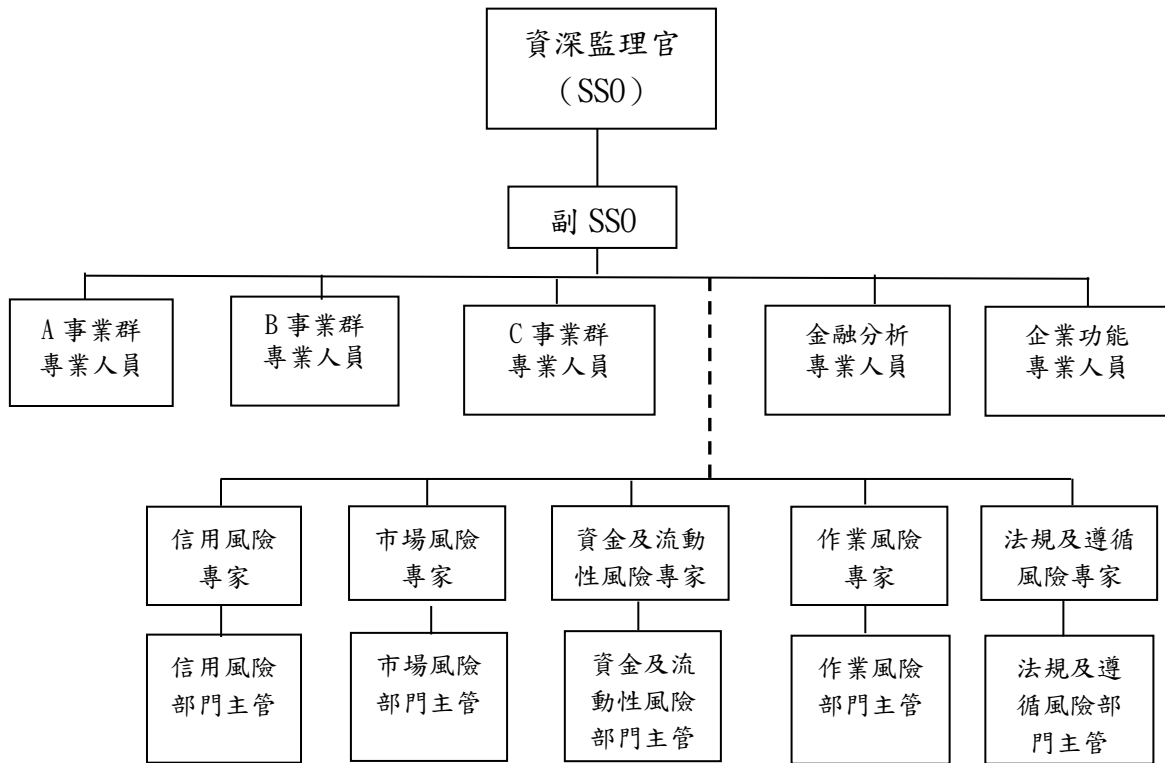 資深監理官
（SSO）
副 SSO
A 事業群
專業人員
B 事業群
專業人員
C 事業群
專業人員
金融分析
專業人員
企業功能
專業人員
信用風險
專家
市場風險
專家
資金及流動
性風險專家
作業風險
專家
法規及遵循
風險專家
信用風險
部門主管
市場風險
部門主管
資金及流
動性風險
部門主管
作業風險
部門主管
法規及遵
循風險部
門主管